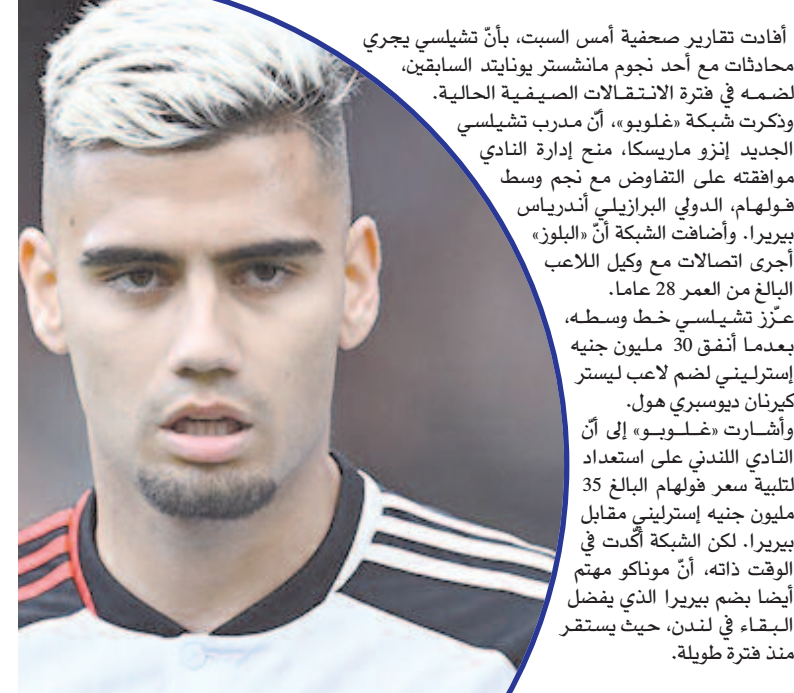 أفادت تقارير صحفية أمس السبت، بأنّ تشيلسي يجري
محادثات مع أحد نجوم مانشستر يونايتد السابقين،
لضمه في فترة الانتقالات الصيفية الحالية.
وذكرت شبكة «غلوبو»، أنّ مدرب تشيلسي
الجديد إنزو ماريسكا، منح إدارة النادي
موافقته على التفاوض مع نجم وسط
فولهام، الدولي البرازيلي أندرياس
بيريرا. وأضافت الشبكة أنّ «البلوز»
أجرى اتصالات مع وكيل اللاعب
البالغ من العمر 28 عاما.
عزّز تشيلسي خط وسطه،
بعدما أنفق 30 مليون جنيه
إسترليني لضم لاعب ليستر
كيرنان ديوسبري هول.
وأشارت «غلوبو» إلى أنّ
النادي اللندني على استعداد
لتلبية سعر فولهام البالغ 35
مليون جنيه إسترليني مقابل
بيريرا. لكن الشبكة أكّدت في
الوقت ذاته، أنّ موناكو مهتم
أيضا بضم بيريرا الذي يفضل
البقاء في لندن، حيث يستقر
منذ فترة طويلة.